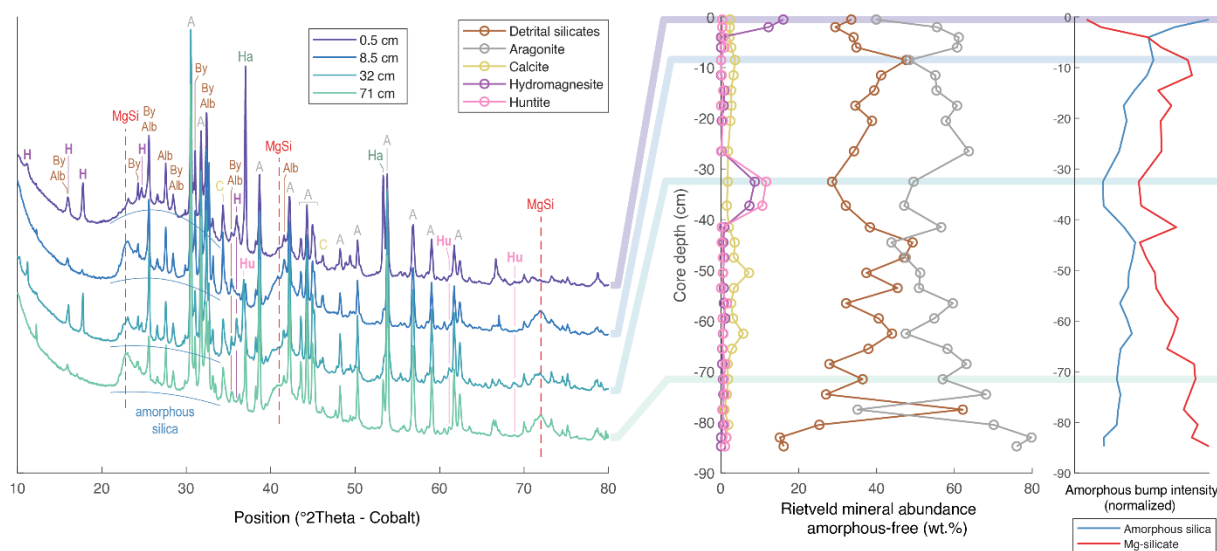 A
By
Ha
0.5 cm
8.5 cm
32 cm
71 cm
Detrital silicates
Aragonite
Calcite
Hydromagnesite
Huntite
MgSi
By
Alb
By
Alb
A
H
H
H
By
Alb
By
Alb
By
Alb
C
By
Alb
H
Hu
A
MgSi
Alb
A
A
C
A
A
Ha
A
A
A
Hu
A
Hu
MgSi
amorphous
silica
10
20
30
40
50
60
70
80
Position (°2Theta - Cobalt)
0
-10
-20
-30
-40
-50
-60
-70
-80
-90
Core depth (cm)
0
20
40
60
80
Rietveld mineral abundance
amorphous-free (wt.%)
0
-10
-20
-30
-40
-50
-60
-70
-80
-90
Amorphous bump intensity
(normalized)
Amorphous silica
Mg-silicate